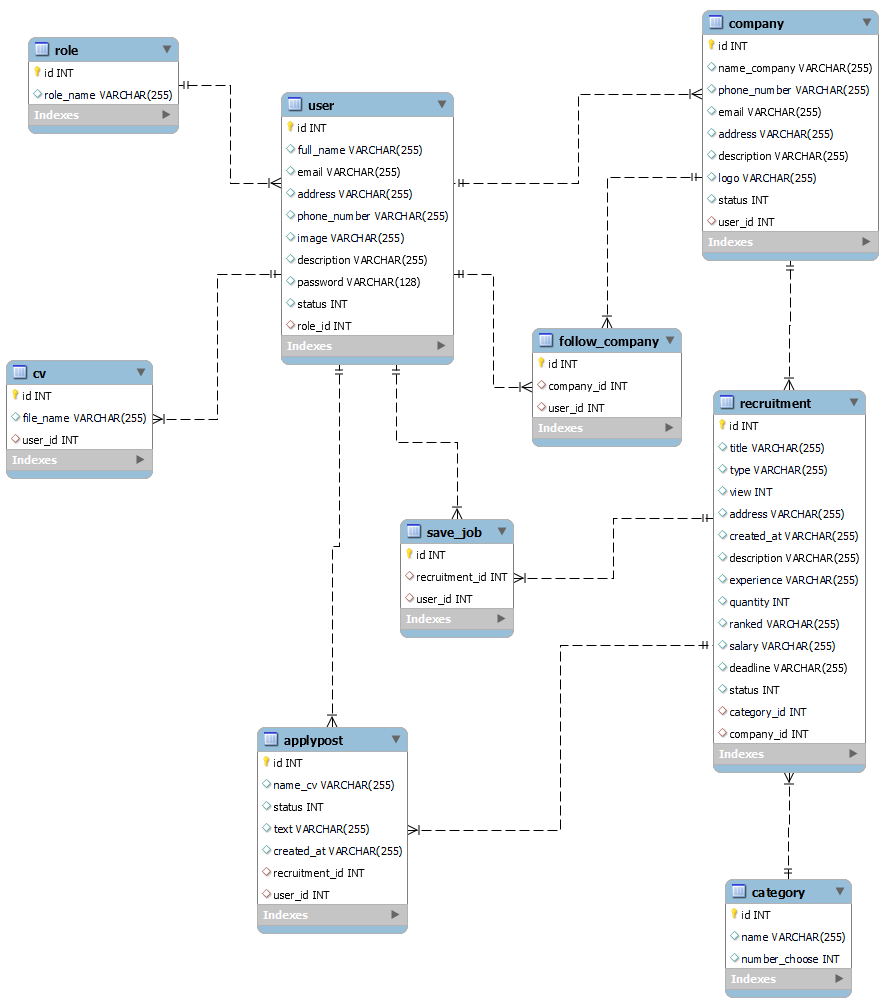 role
id INT
role_name VARCHAR(255)
Indexes
user
id INT
full_name VARCHAR(255)
email VARCHAR(255)
address VARCHAR(255)
phone_number VARCHAR(255)
image VARCHAR(255)
description VARCHAR(255)
password VARCHAR(128)
status INT
role_id INT
Indexes
company
id INT
name_company VARCHAR(255)
phone_number VARCHAR(255)
email VARCHAR(255)
address VARCHAR(255)
description VARCHAR(255)
logo VARCHAR(255)
status INT
user_id INT
Indexes
cv
id INT
file_name VARCHAR(255)
user_id INT
Indexes
follow_company
id INT
company_id INT
user_id INT
Indexes
recruitment
id INT
title VARCHAR(255)
type VARCHAR(255)
view INT
address VARCHAR(255)
created_at VARCHAR(255)
description VARCHAR(255)
experience VARCHAR(255)
quantity INT
ranked VARCHAR(255)
salary VARCHAR(255)
deadline VARCHAR(255)
status INT
category_id INT
company_id INT
Indexes
save_job
id INT
recruitment_id INT
user_id INT
Indexes
applypost
id INT
name_cv VARCHAR(255)
status INT
text VARCHAR(255)
created_at VARCHAR(255)
recruitment_id INT
user_id INT
Indexes
category
id INT
name VARCHAR(255)
number_choose INT
Indexes